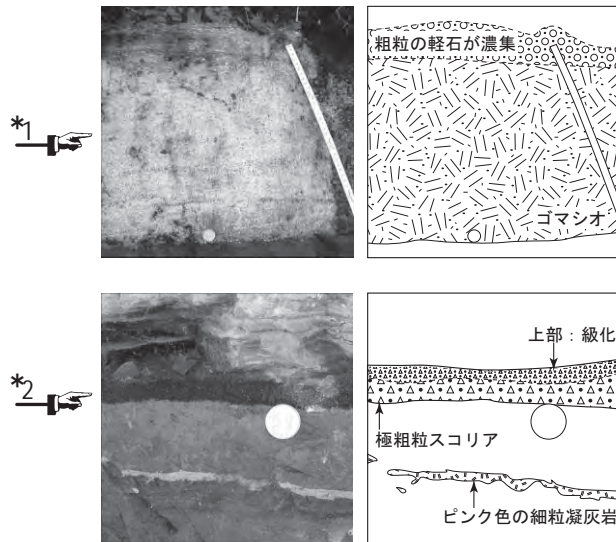 *1
粗粒の軽石が濃集
ゴマシオ
*2
上部：級化
極粗粒スコリア
ピンク色の細粒凝灰岩